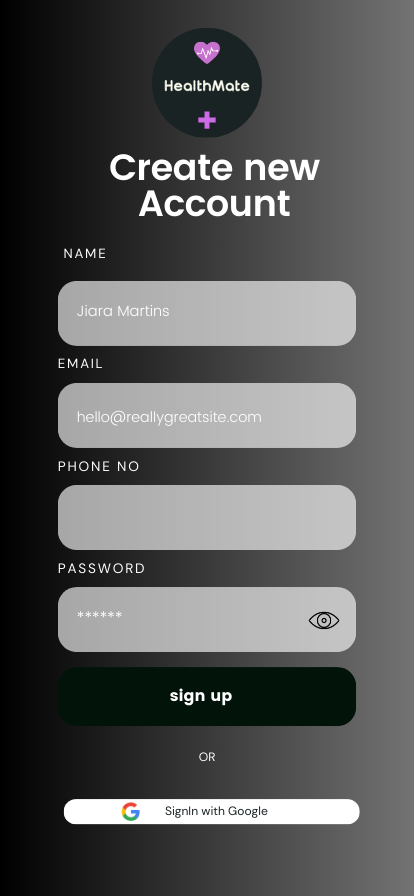 HealthMate
Create new
Account
NAME
Jiara Martins
EMAIL
hello@reallygreatsite.com
PHONE NO
PASSWORD
******
sign up
OR
SignIn with Google